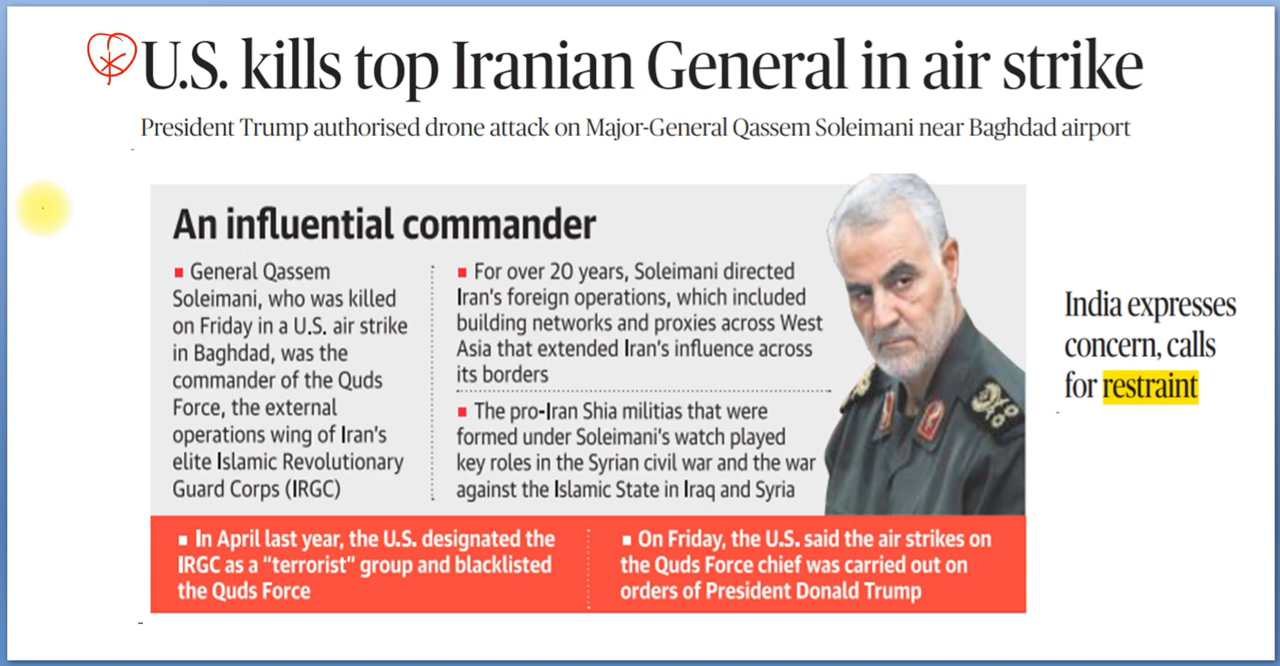 U.S. kills top Iranian General in air strike
President Trump authorised drone attack on Major-General Qassem Soleimani near Baghdad airport
An influential commander
▪ General Qassem
Soleimani, who was killed
on Friday in a U.S. air strike
in Baghdad, was the
commander of the Quds
Force, the external
operations wing of Iran's
elite Islamic Revolutionary
Guard Corps (IRGC)
▪ For over 20 years, Soleimani directed
Iran's foreign operations, which included
building networks and proxies across West
Asia that extended Iran's influence across
its borders
▪ The pro-Iran Shia militias that were
formed under Soleimani's watch played
key roles in the Syrian civil war and the war
against the Islamic State in Iraq and Syria
▪ In April last year, the U.S. designated the
IRGC as a “terrorist” group and blacklisted
the Quds Force
▪ On Friday, the U.S. said the air strikes on
the Quds Force chief was carried out on
orders of President Donald Trump
India expresses
concern, calls
for restraint